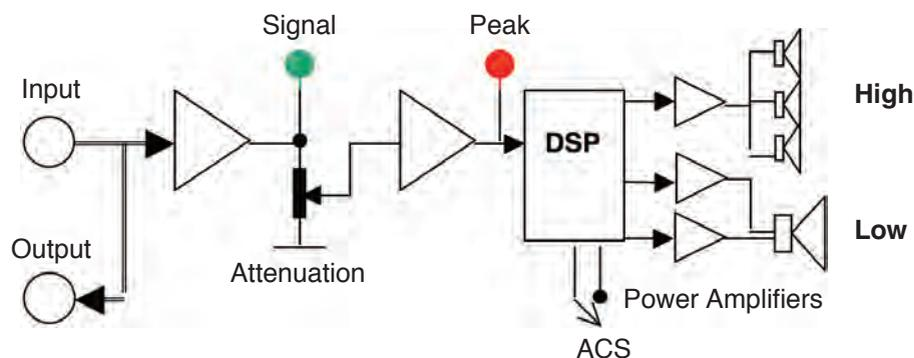 Signal
Peak
Input
High
DSP
Output
Low
Attenuation
Power Amplifiers
ACS